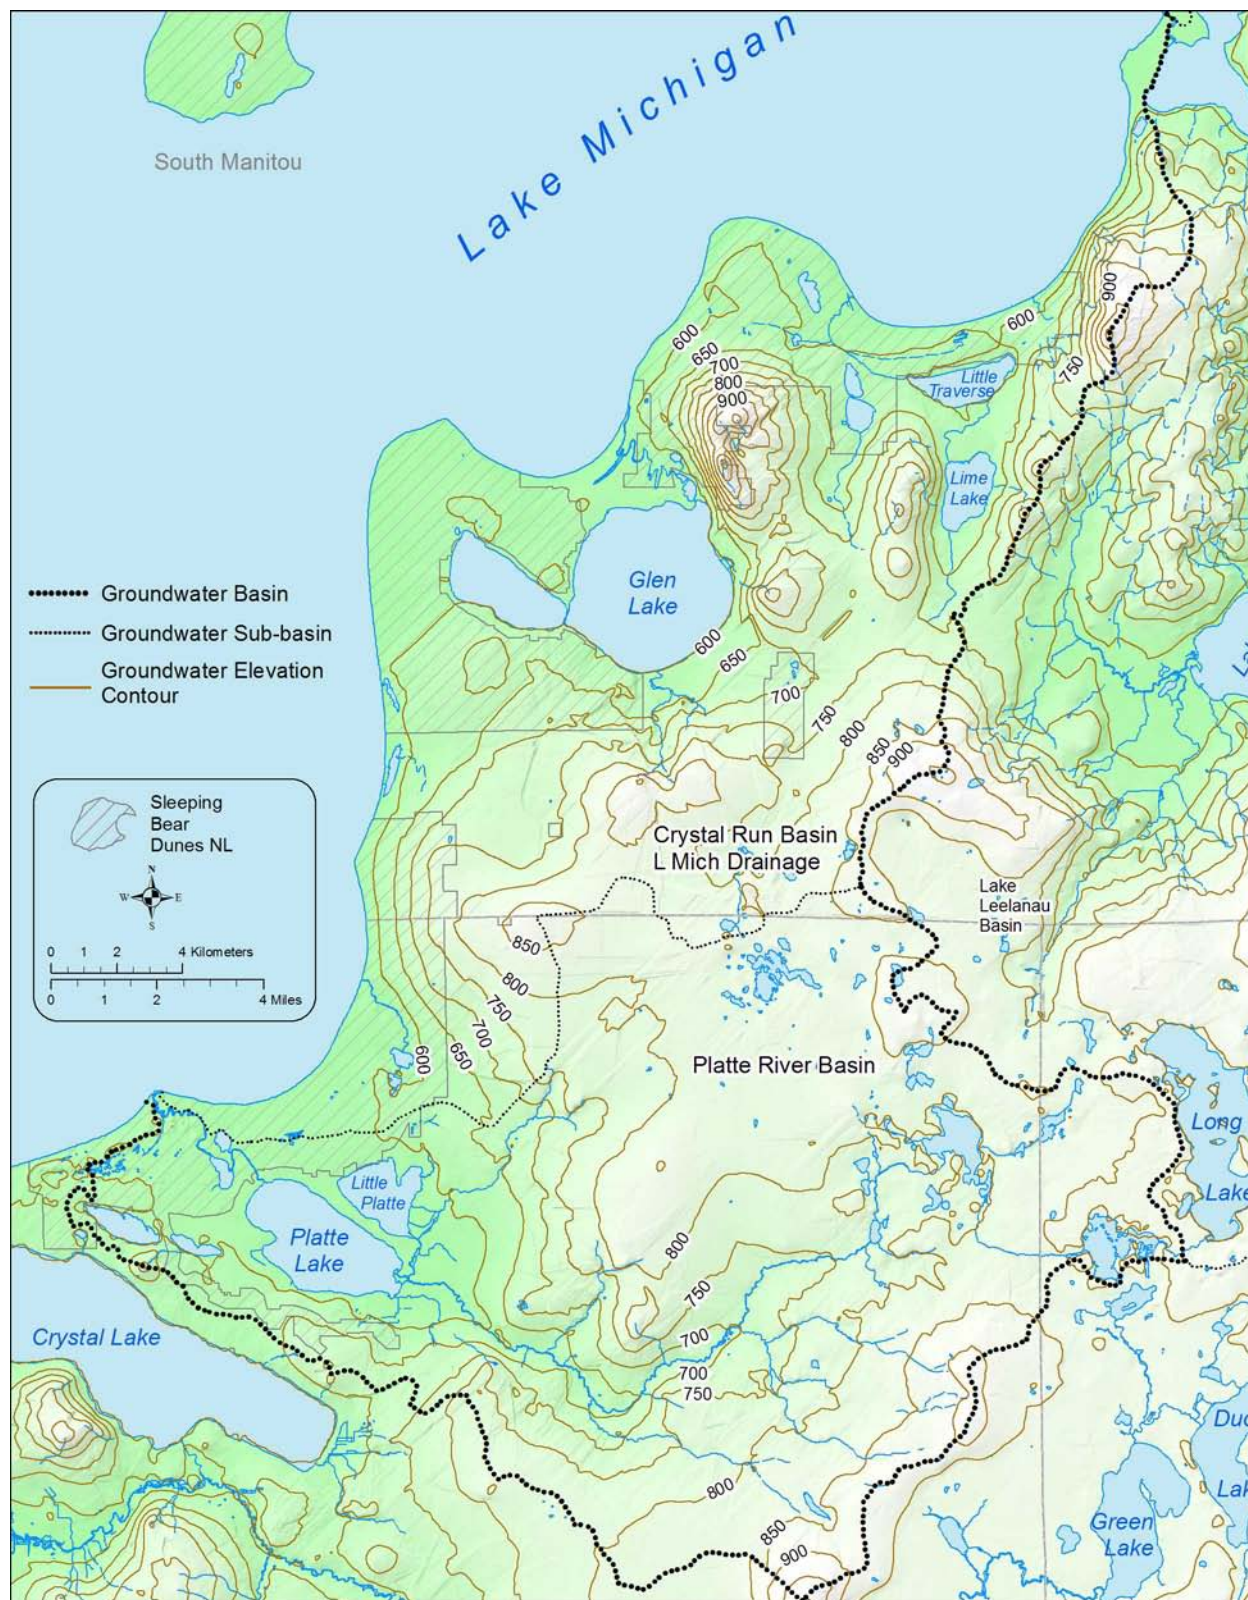 Lake Michigan
South Manitou
600
650
700
800
900
600
900
750
Little
Traverse
Lime
Lake
Glen
Lake
600
650
700
750
800
850
900
Groundwater Basin
Groundwater Sub-basin
Groundwater Elevation
Contour
Sleeping
Bear
Dunes NL
N
W
E
S
0 1 2 4 Kilometers
0 1 2 4 Miles
Crystal Run Basin
L Mich Drainage
Lake
Leelanau
Basin
850
800
750
700
650
600
Platte River Basin
Long
Lake
Little
Platte
Platte
Lake
Crystal Lake
800
750
700
700
750
800
850
900
Green
Lake